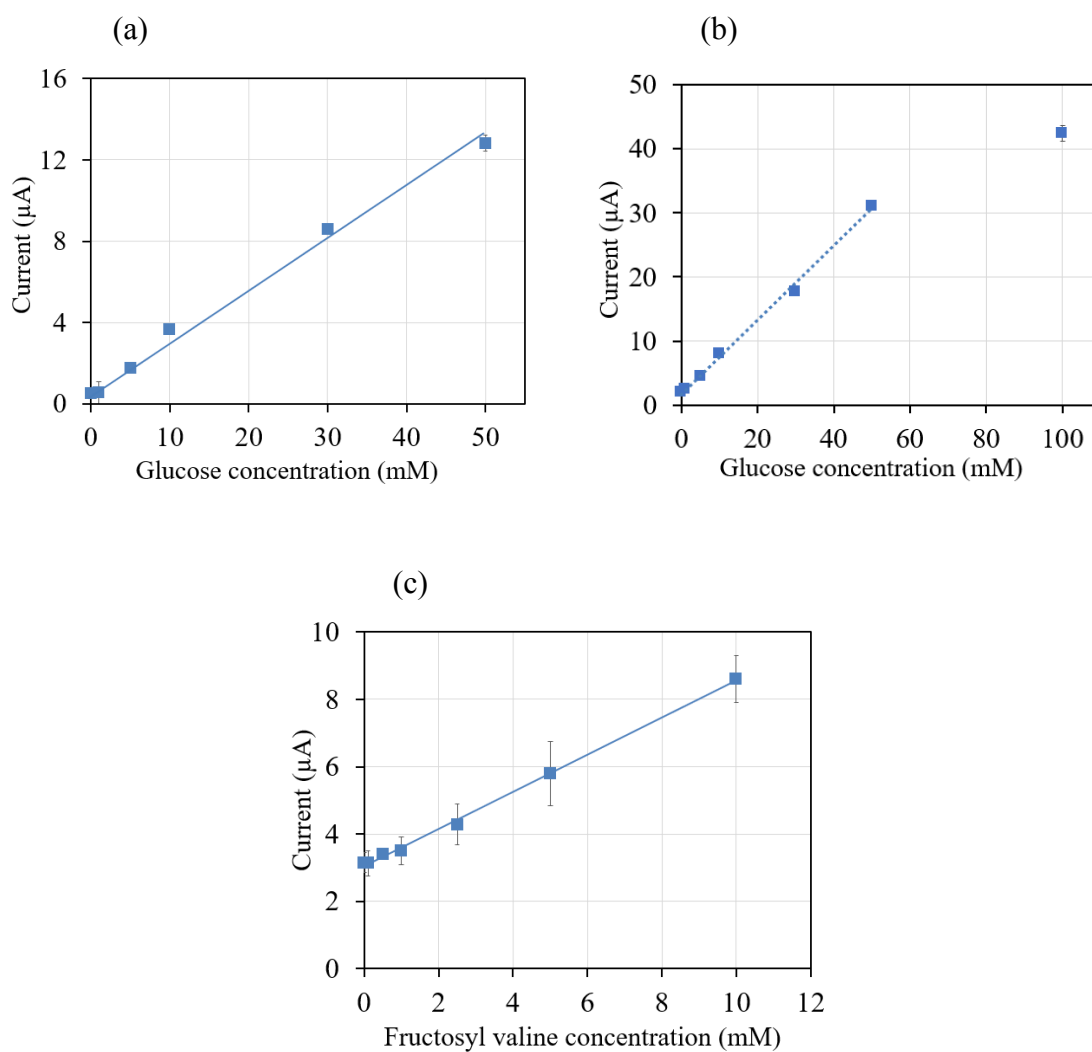 (a)
16
12
8
4
0
Current (µA)
0 10 20 30 40 50
Glucose concentration (mM)
(b)
50
40
30
20
10
0
Current (µA)
0 20 40 60 80 100
Glucose concentration (mM)
(c)
10
8
6
4
2
0
Current (µA)
0 2 4 6 8 10 12
Fructosyl valine concentration (mM)